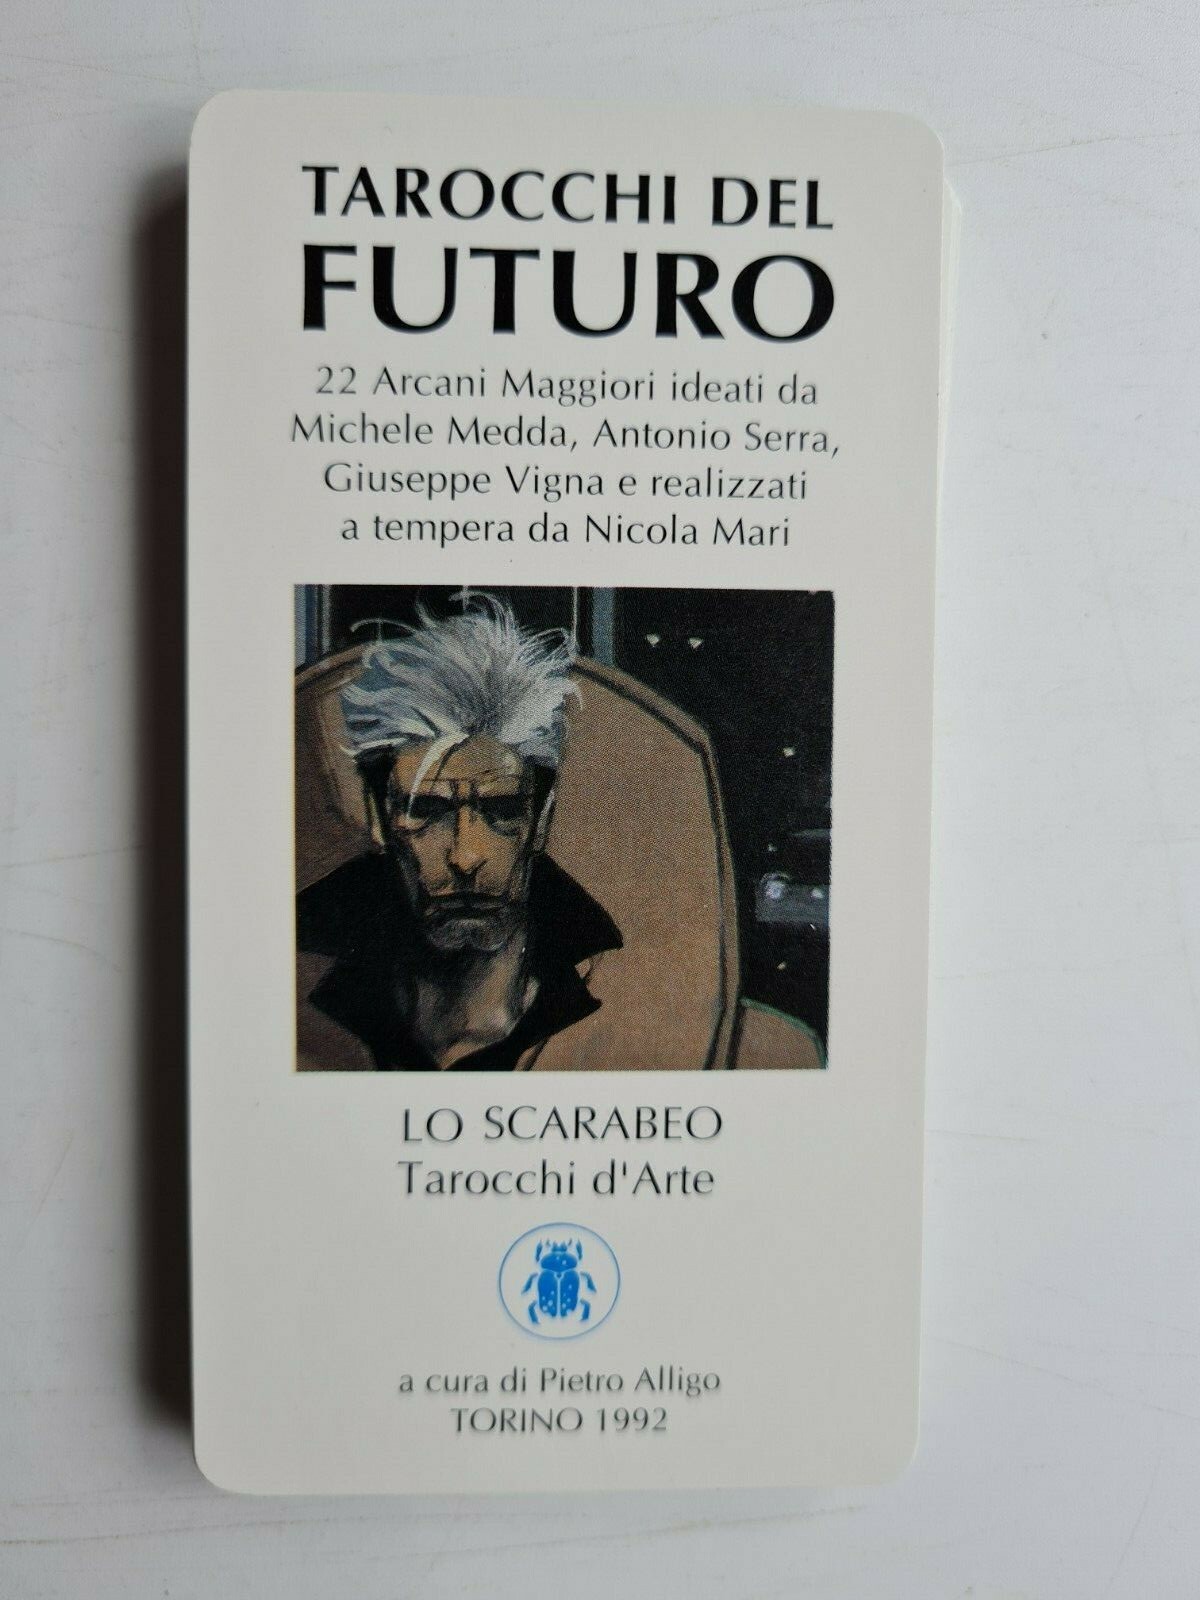 TAROCCHI DEL
FUTURO
22 Arcani Maggiori ideati da
Michele Medda, Antonio Serra,
Giuseppe Vigna e realizzati
a tempera da Nicola Mari
LO SCARABEO
Tarocchi d'Arte
a cura di Pietro Alligo
TORINO 1992